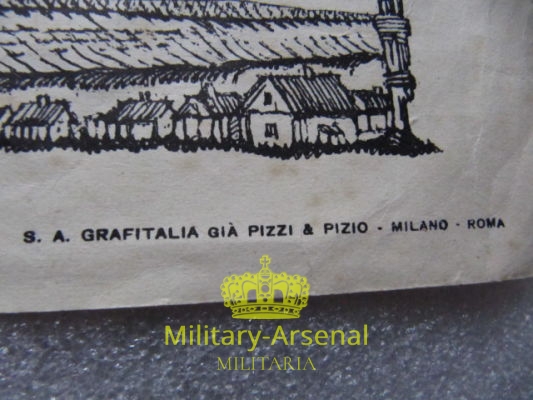 S. A. GRAFITALIA GIÀ PIZZI & PIZIO - MILANO - ROMA
Military-Arsenal
MILITARIA